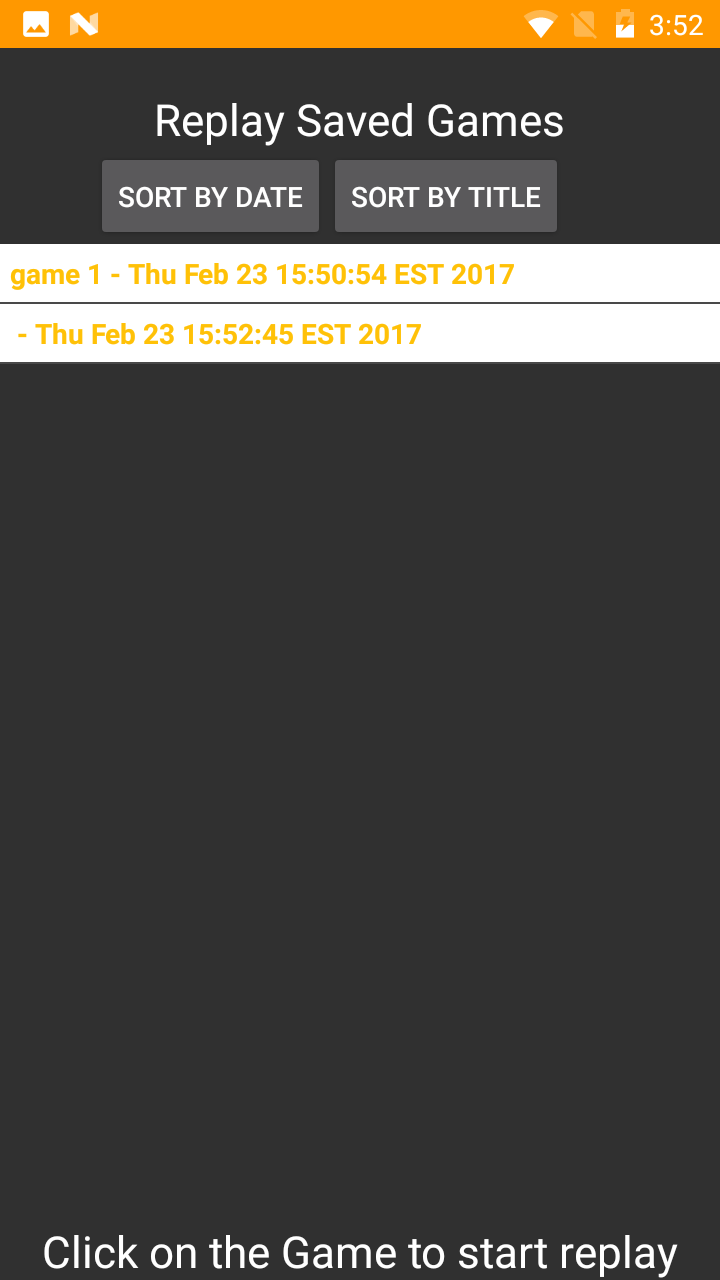 3:52
Replay Saved Games
SORT BY DATE SORT BY TITLE
game 1 - Thu Feb 23 15:50:54 EST 2017
- Thu Feb 23 15:52:45 EST 2017
Click on the Game to start replay